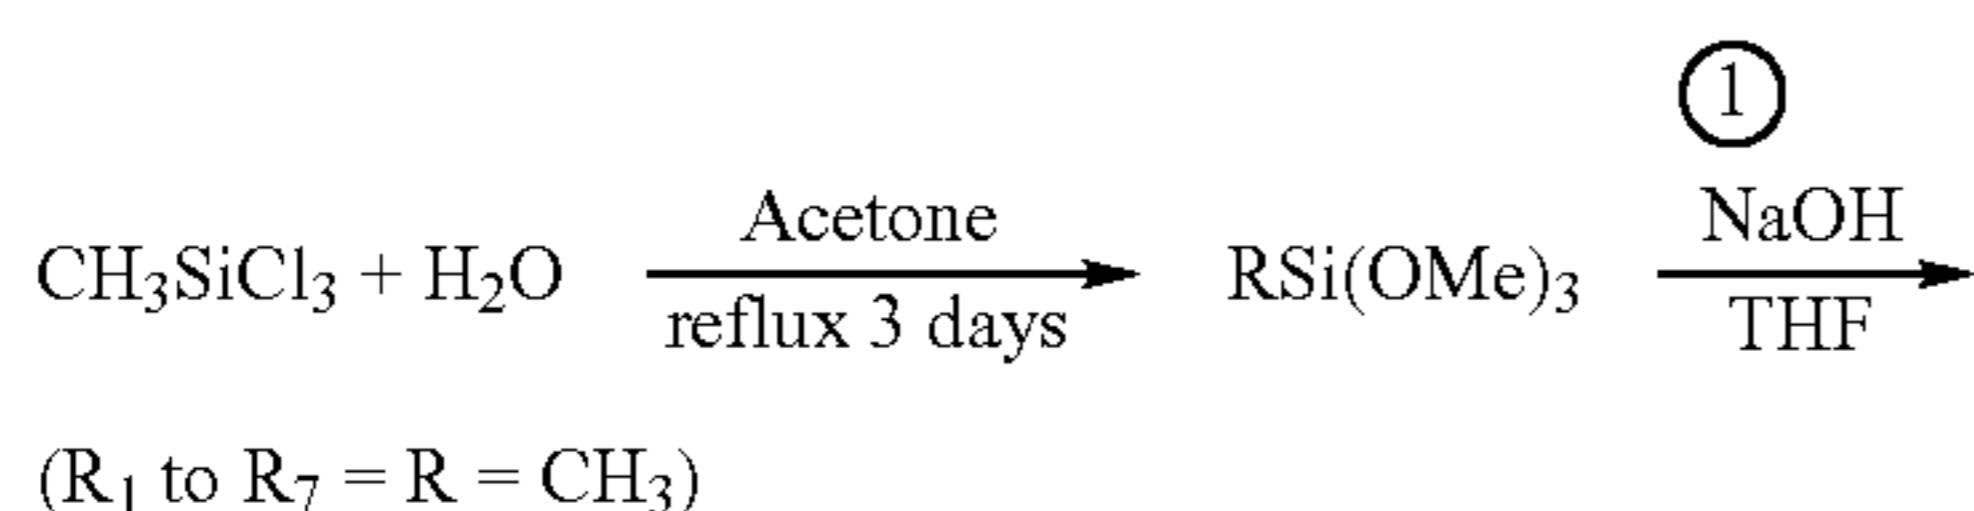 ①
Acetone NaOH
CH₃SiCl₃ + H₂O RSi(OMe)₃
reflux 3 days THF
(R₁ to R₇ = R = CH₃)